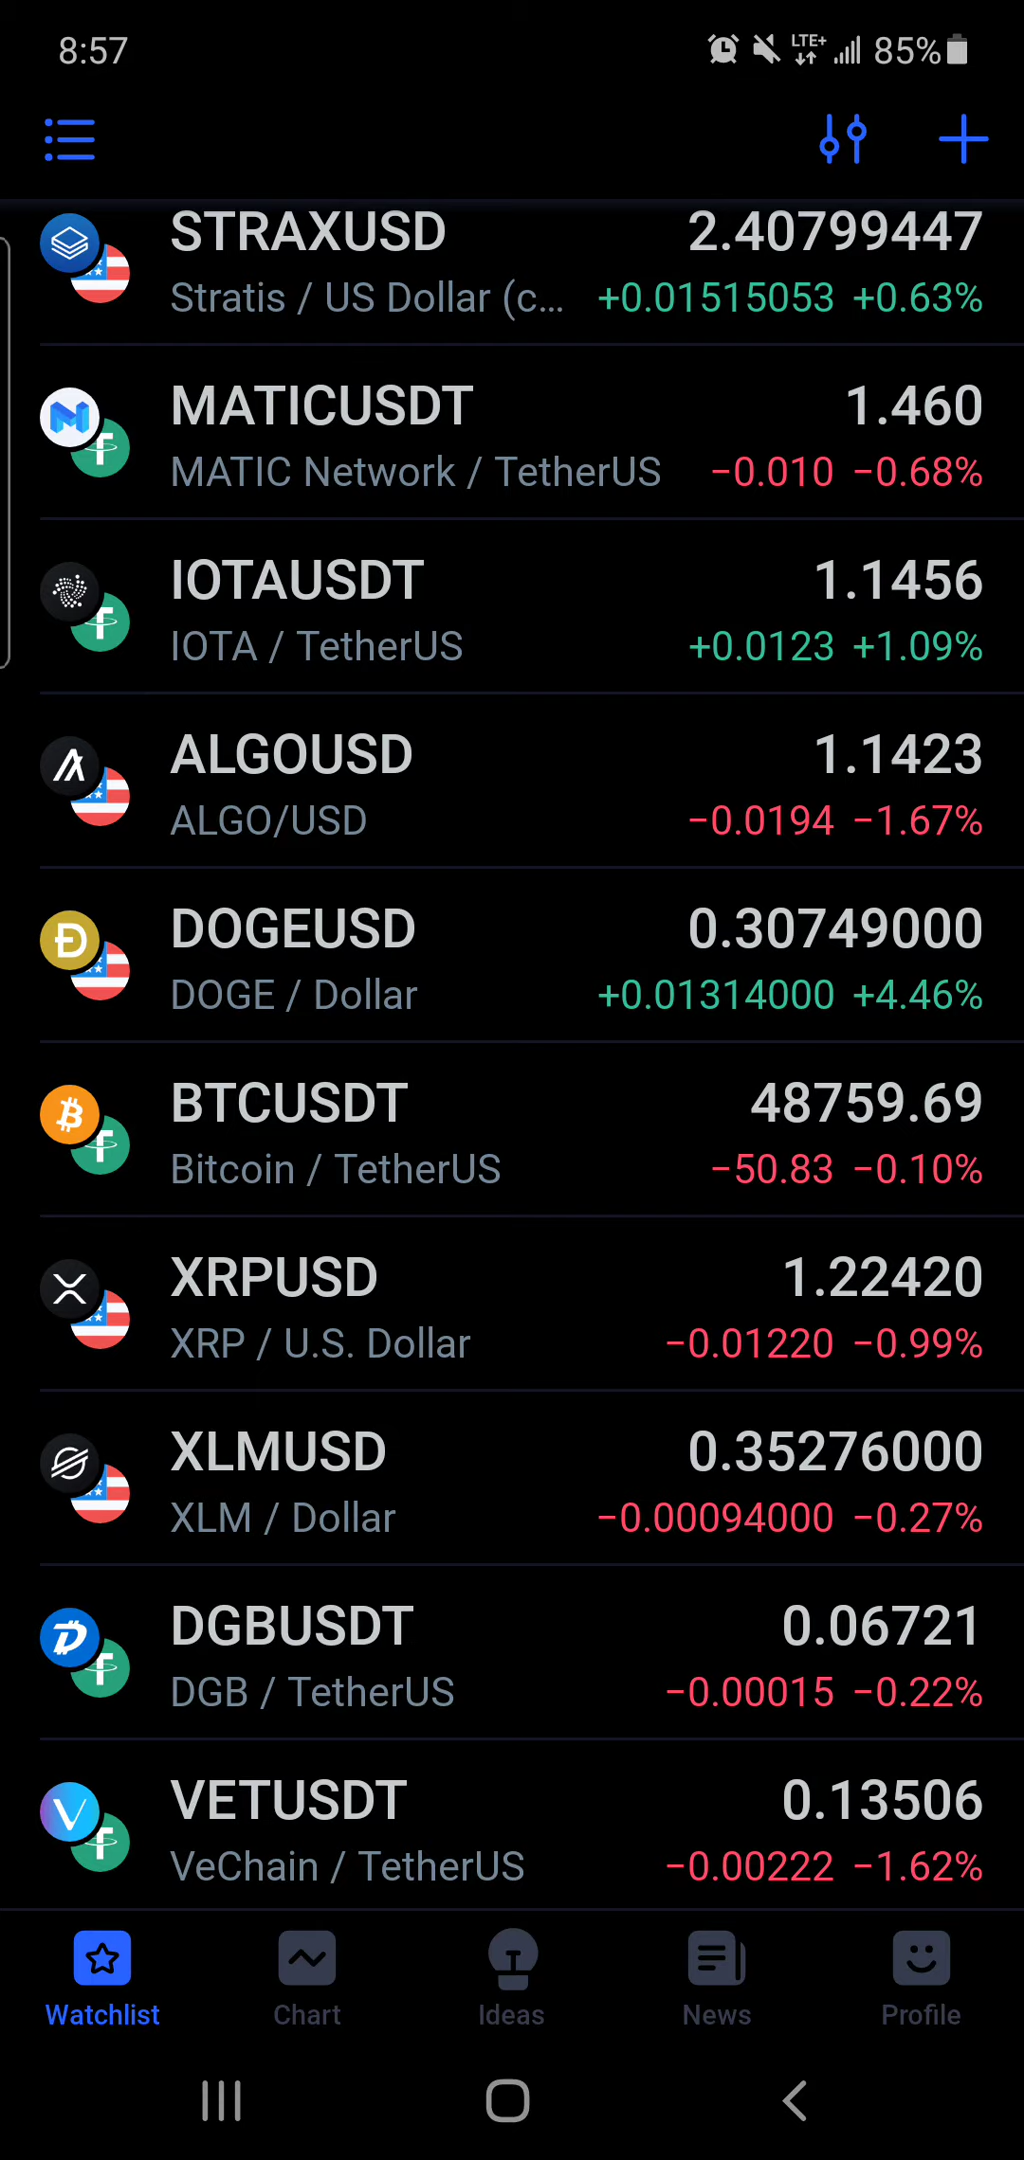 8:57 LTE+ 85%
STRAXUSD 2.40799447
Stratis / US Dollar (c... +0.01515053 +0.63%
MATICUSDT 1.460
MATIC Network / TetherUS −0.010 −0.68%
IOTAUSDT 1.1456
IOTA / TetherUS +0.0123 +1.09%
ALGOUSD 1.1423
ALGO/USD −0.0194 −1.67%
DOGEUSD 0.30749000
DOGE / Dollar +0.01314000 +4.46%
BTCUSDT 48759.69
Bitcoin / TetherUS −50.83 −0.10%
XRPUSD 1.22420
XRP / U.S. Dollar −0.01220 −0.99%
XLMUSD 0.35276000
XLM / Dollar −0.00094000 −0.27%
DGBUSDT 0.06721
DGB / TetherUS −0.00015 −0.22%
VETUSDT 0.13506
VeChain / TetherUS −0.00222 −1.62%
Watchlist Chart Ideas News Profile